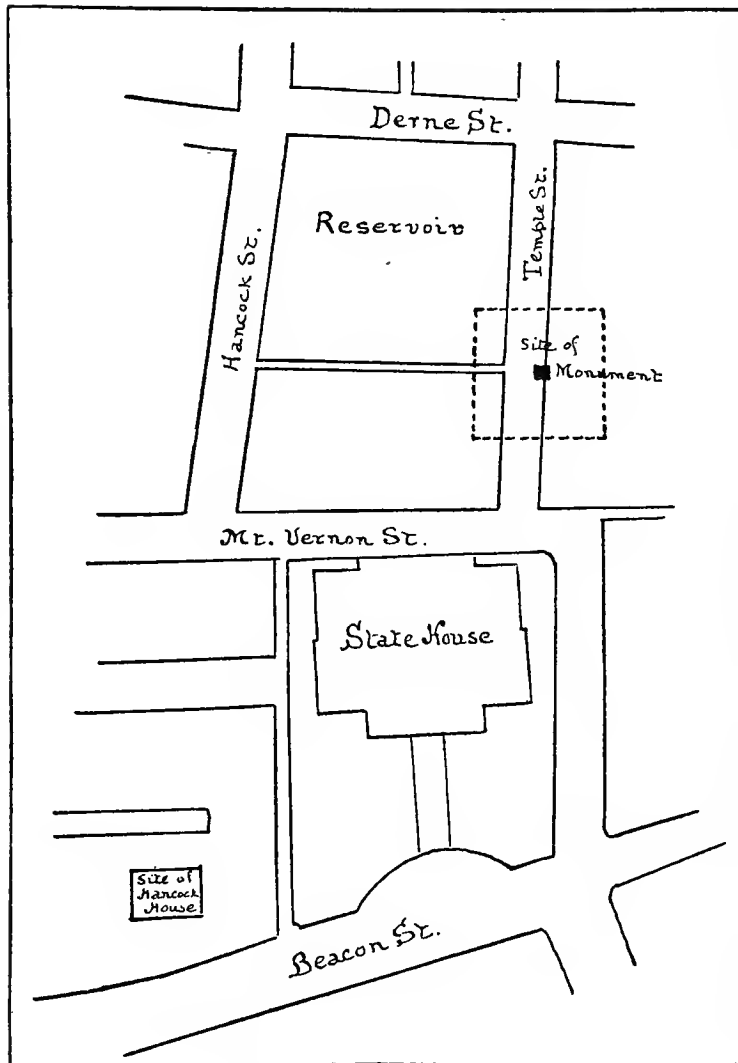 Derne St.
Reservoir
Temple St.
Hancock St.
Site of
Monument
Mt. Vernon St.
State House
Site of
Hancock
House
Beacon St.